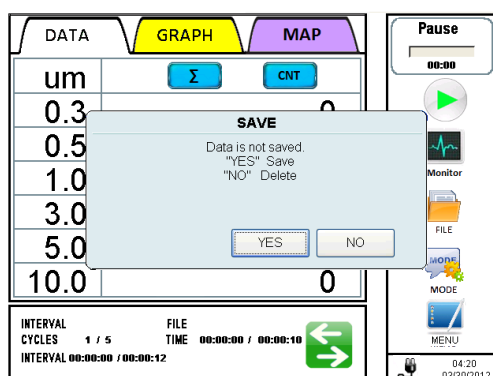 DATA
GRAPH
MAP
Pause
00:00
um
Σ
CNT
0.3
0
0.5
1.0
3.0
5.0
10.0
0
SAVE
Data is not saved.
"YES" Save
"NO" Delete
YES
NO
Monitor
FILE
MODE
MODE
MENU
INTERVAL
FILE
CYCLES 1 / 5
TIME 00:00:00 / 00:00:10
INTERVAL 00:00:00 / 00:00:12
04:20